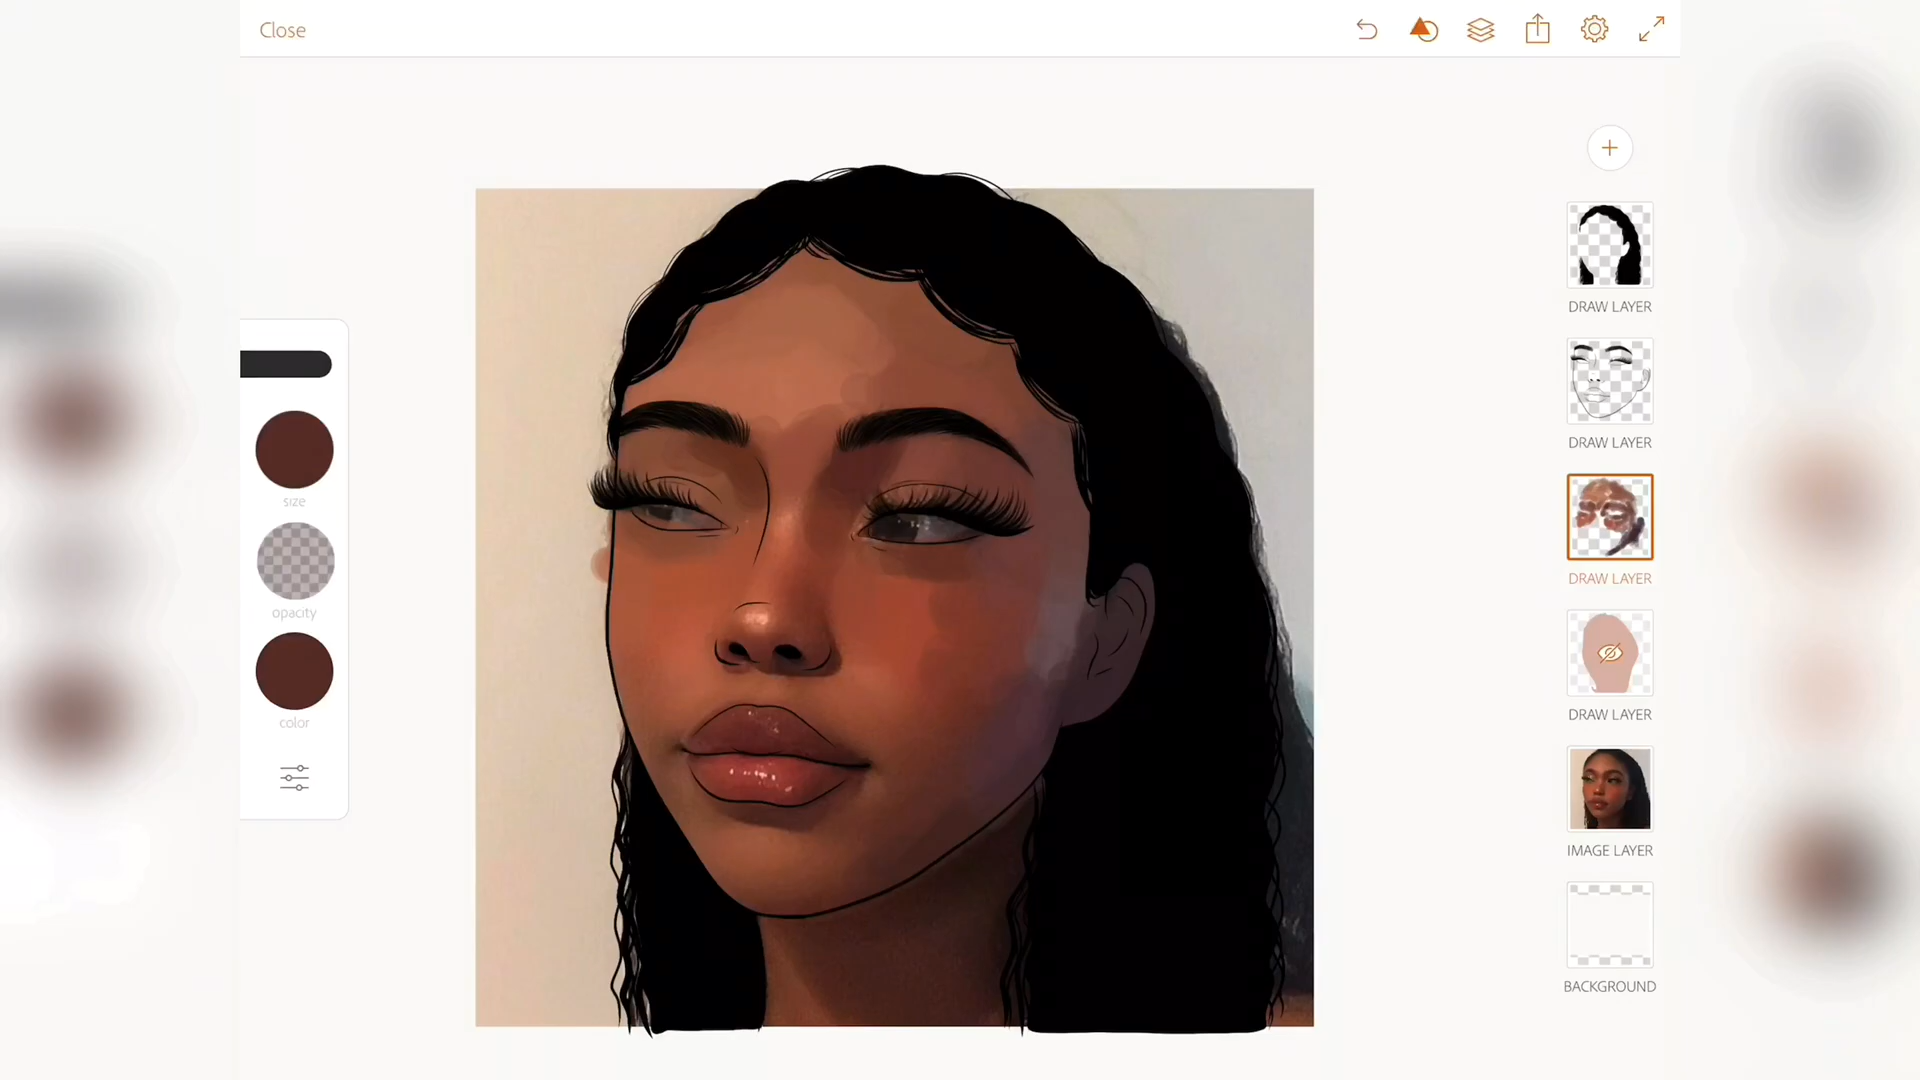 Close
size
opacity
color
DRAW LAYER
DRAW LAYER
DRAW LAYER
DRAW LAYER
IMAGE LAYER
BACKGROUND